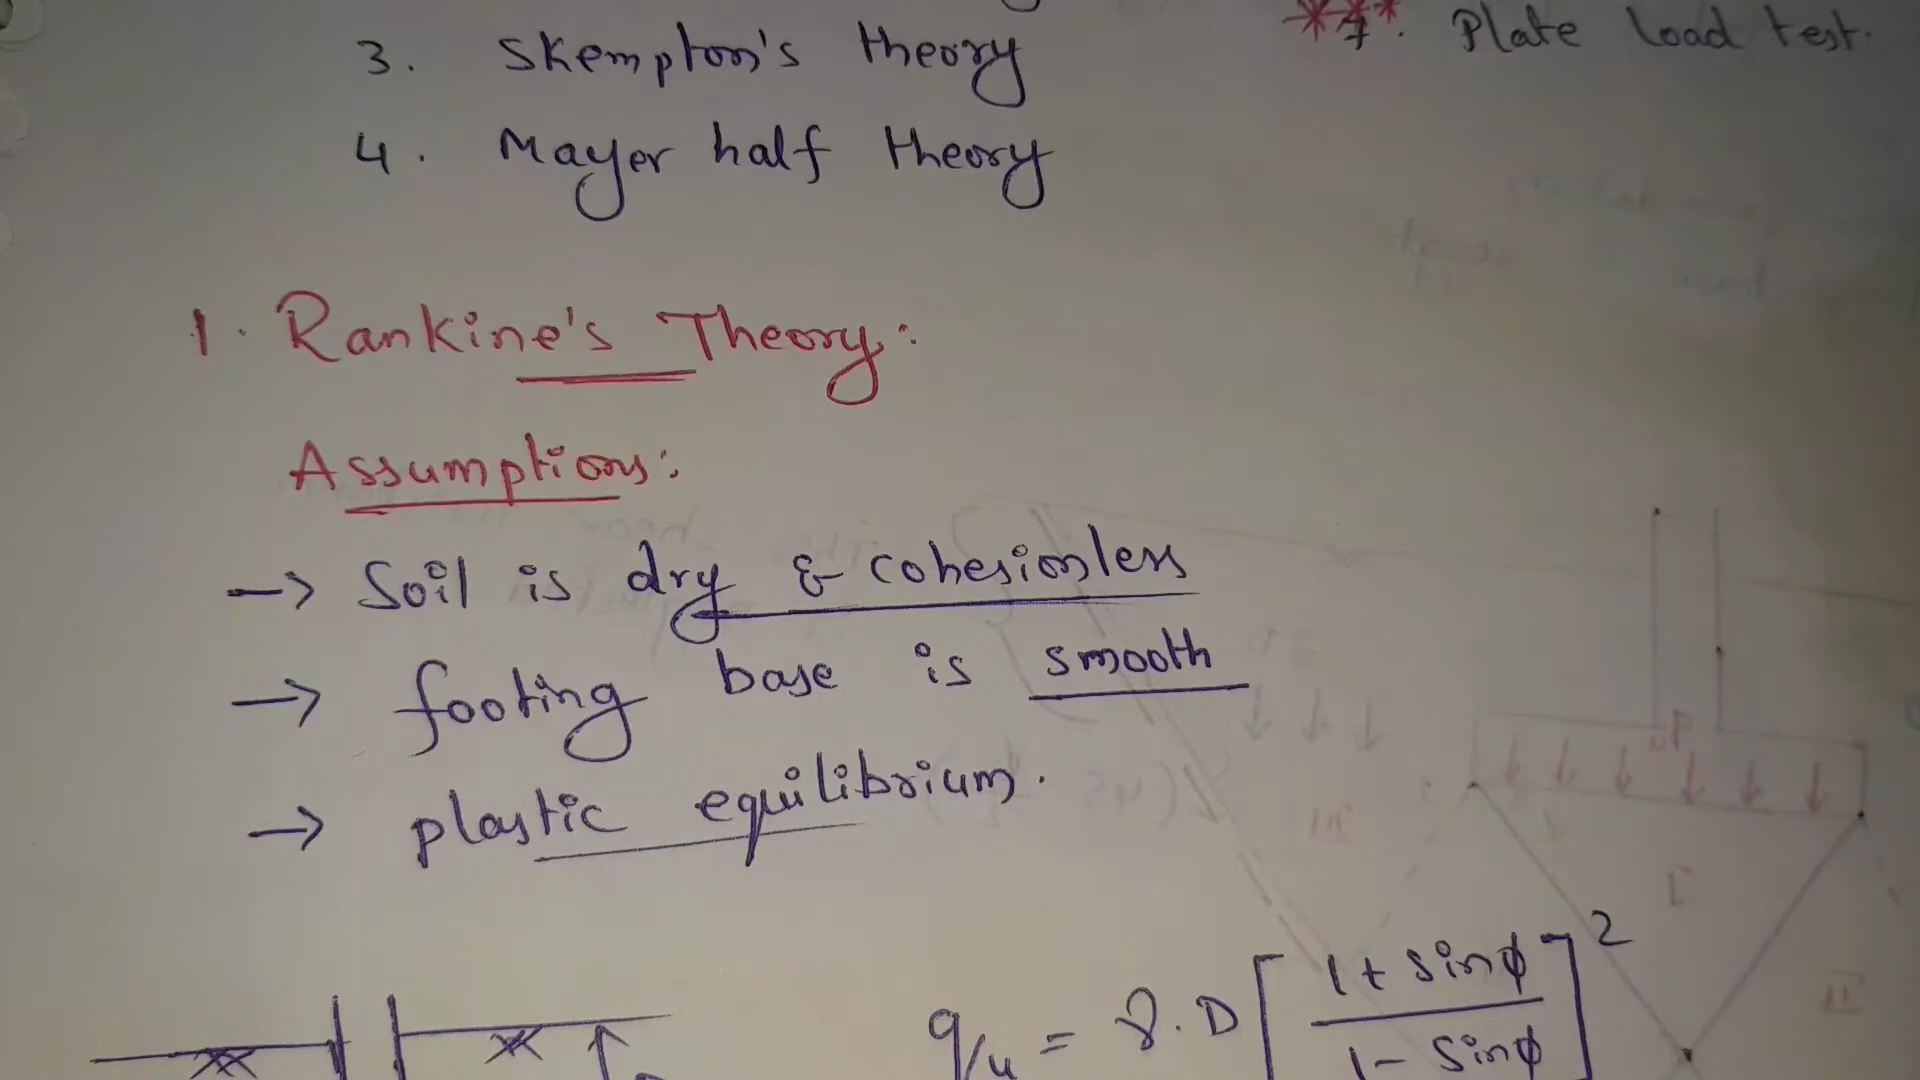 3. Skempton's theory
***7. Plate load test.
4. Mayer half theory
1. Rankine's Theory:
Assumptions:
→ Soil is dry & cohesionless
→ footing base is smooth
→ plastic equilibrium.
qu = γ.D [1 + sinφ / 1 - sinφ]²